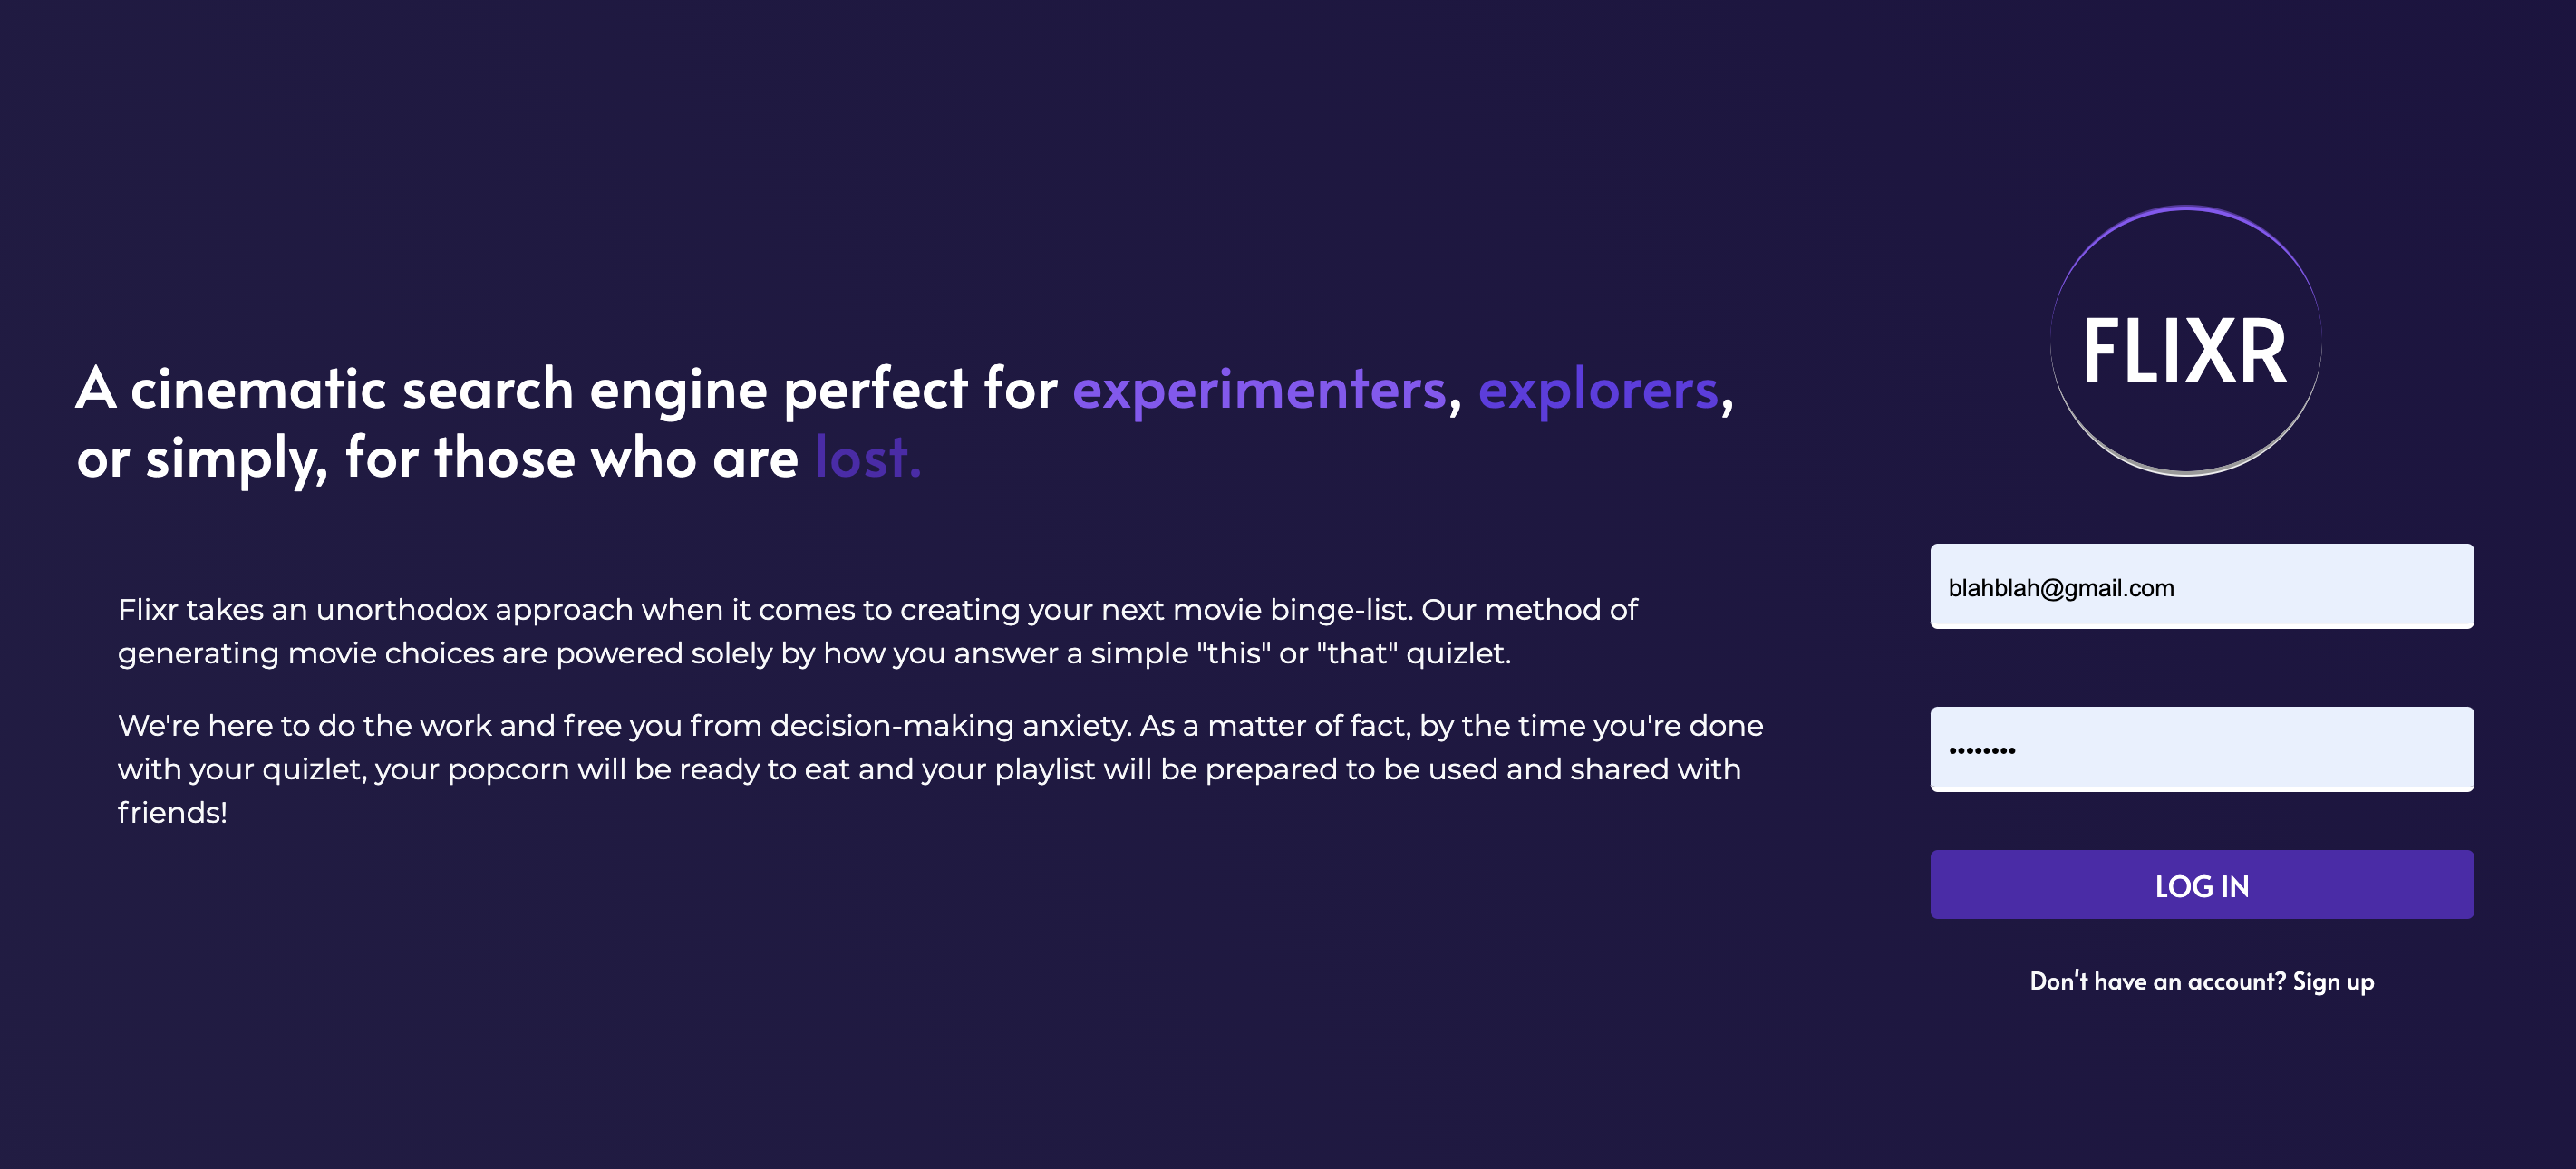 A cinematic search engine perfect for experimenters, explorers,
or simply, for those who are lost.
Flixr takes an unorthodox approach when it comes to creating your next movie binge-list. Our method of
generating movie choices are powered solely by how you answer a simple "this" or "that" quizlet.
We're here to do the work and free you from decision-making anxiety. As a matter of fact, by the time you're done
with your quizlet, your popcorn will be ready to eat and your playlist will be prepared to be used and shared with
friends!
FLIXR
blahblah@gmail.com
••••••••
LOG IN
Don't have an account? Sign up